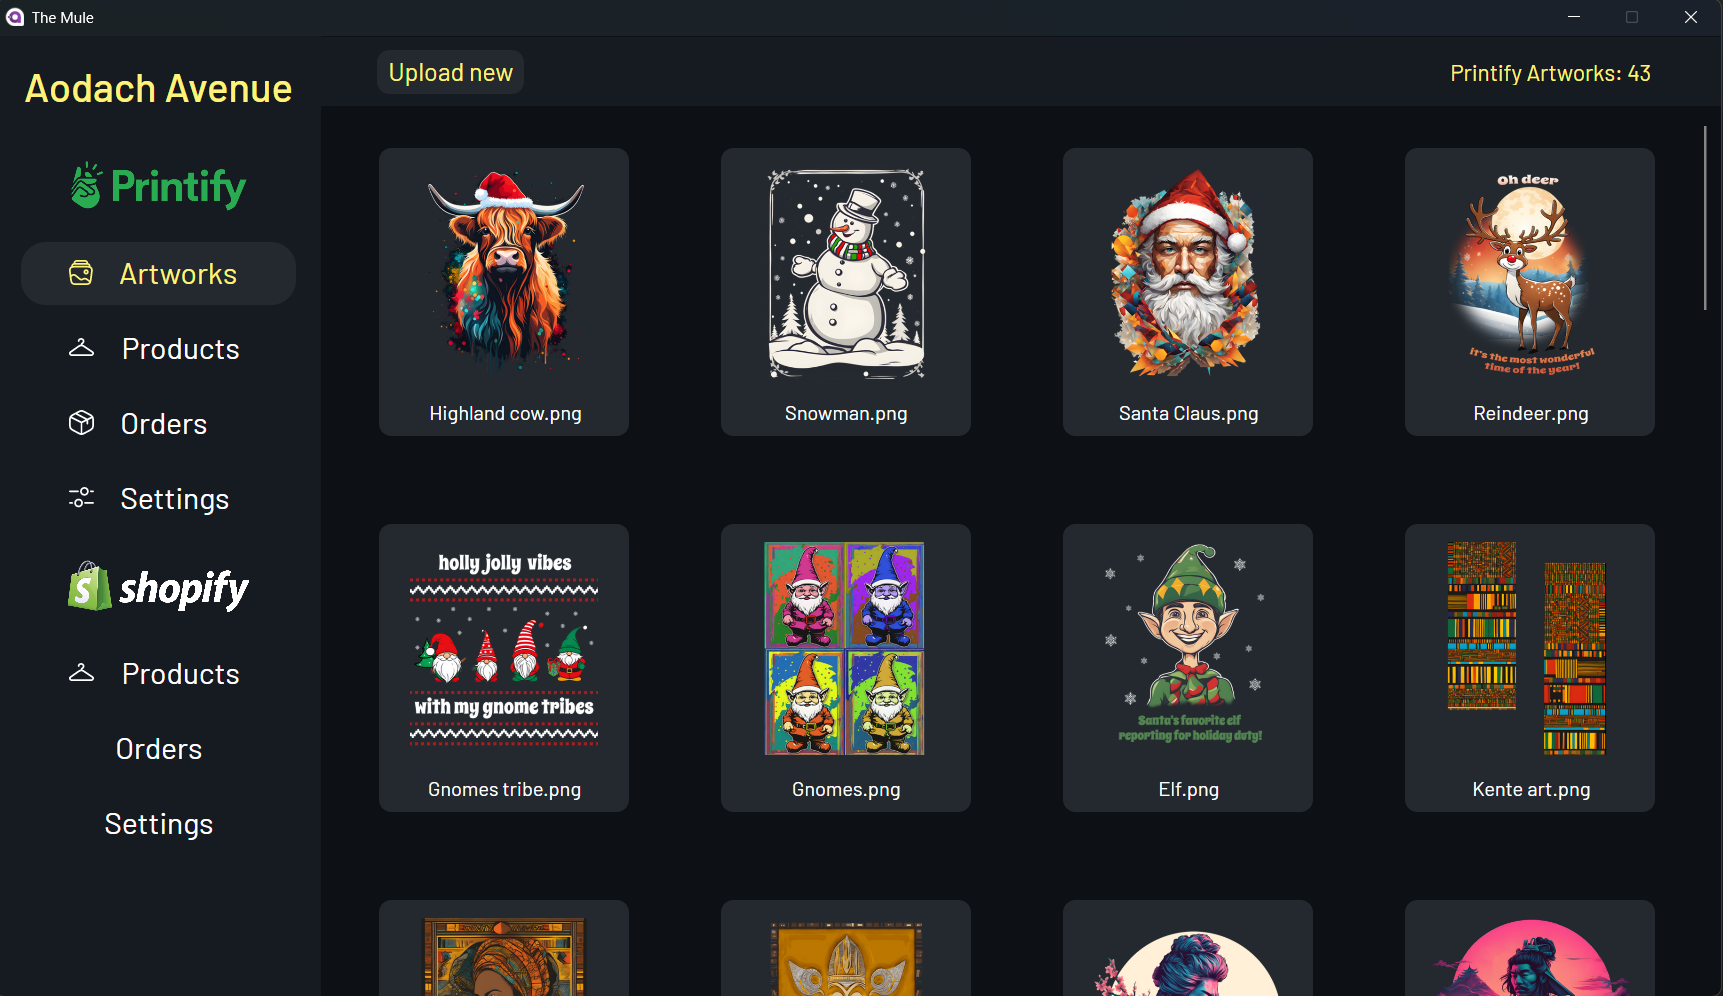 The Mule
Aodach Avenue
Printify
Artworks
Products
Orders
Settings
shopify
Products
Orders
Settings
Upload new
Printify Artworks: 43
Highland cow.png
Snowman.png
Santa Claus.png
Oh deer
It's the most wonderful
time of the year!
Reindeer.png
holly jolly vibes
with my gnome tribes
Gnomes tribe.png
Gnomes.png
Santa's favorite elf
reporting for holiday duty!
Elf.png
Kente art.png